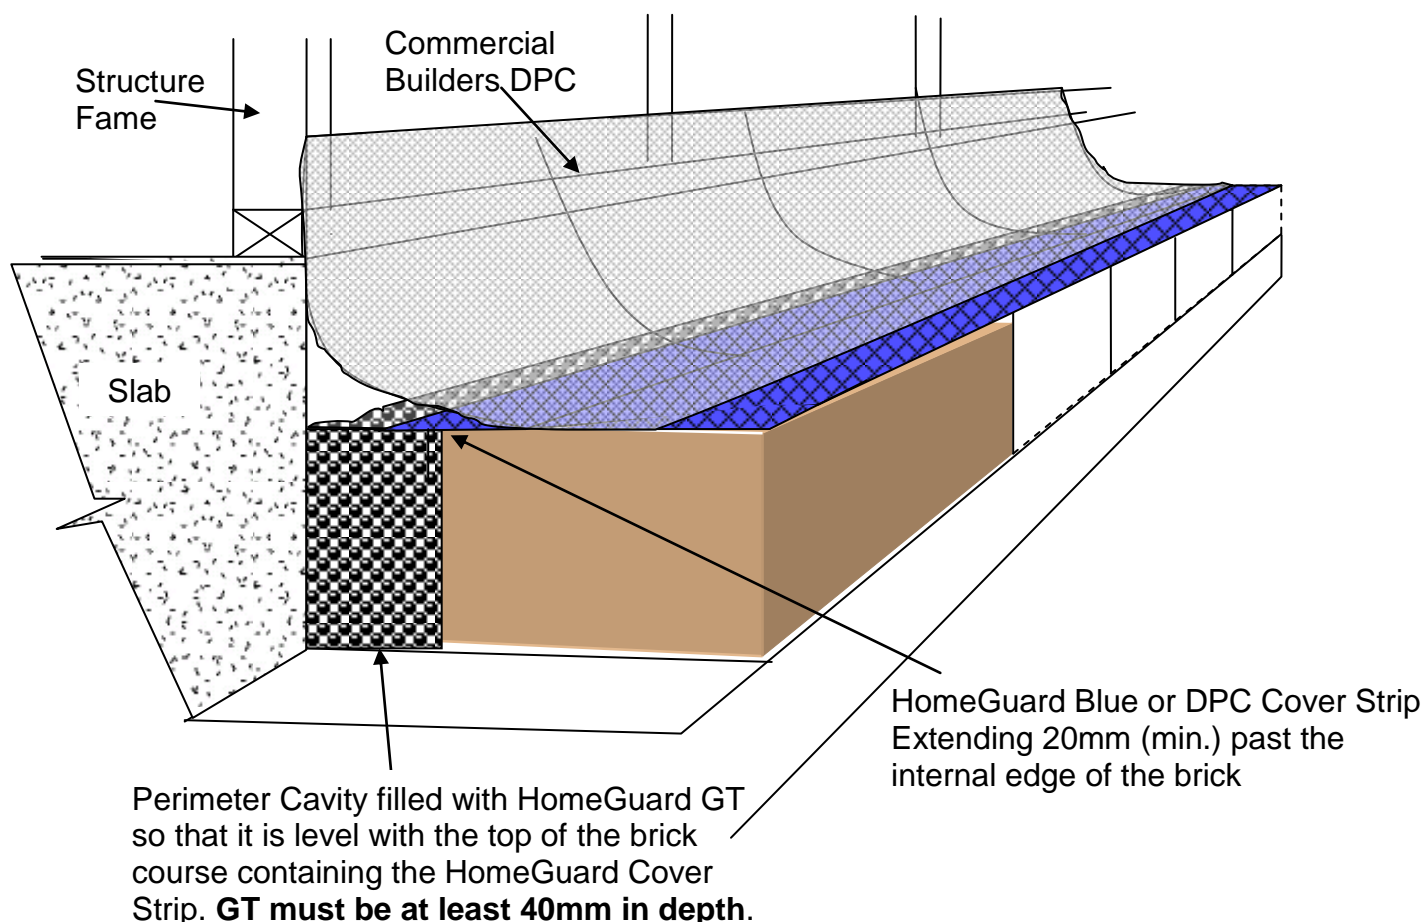 Structure
Fame
Commercial
Builders DPC
Slab
HomeGuard Blue or DPC Cover Strip
Extending 20mm (min.) past the
internal edge of the brick
Perimeter Cavity filled with HomeGuard GT
so that it is level with the top of the brick
course containing the HomeGuard Cover
Strip. GT must be at least 40mm in depth.